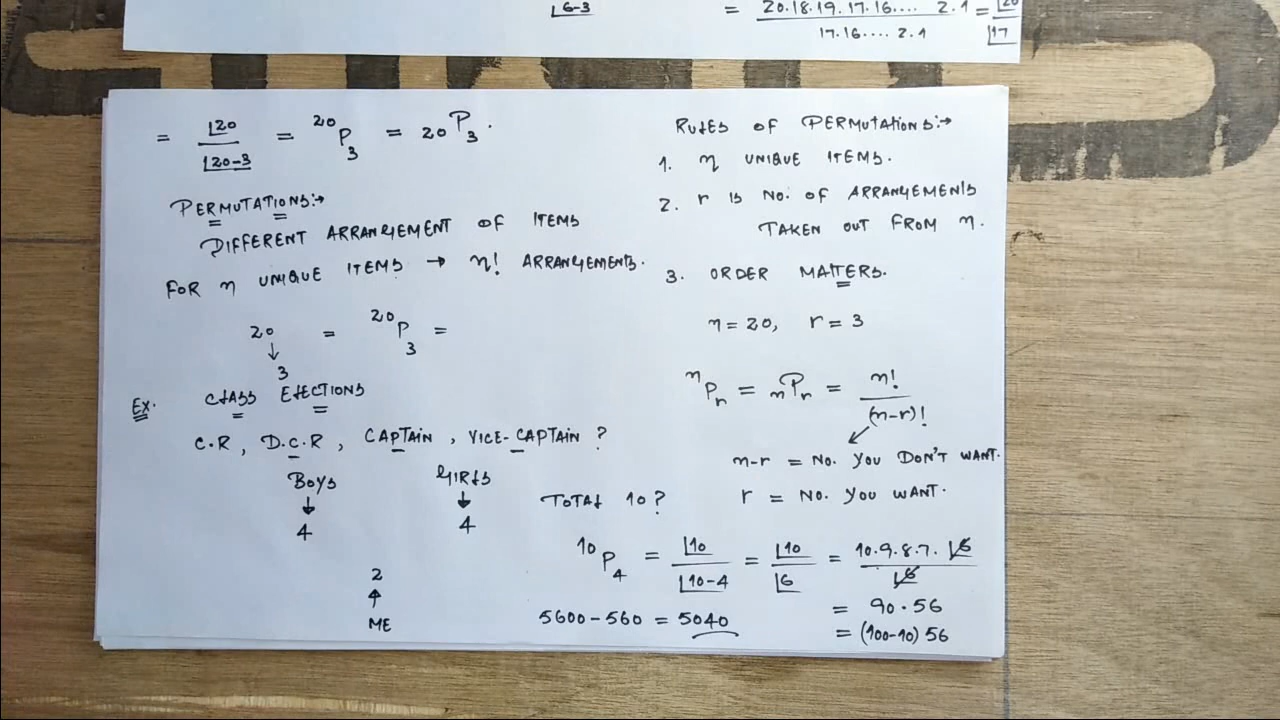 ⌊6-3
= 20.18.19.17.16.... 2.1 / 17.16.... 2.1 = ⌊20 / ⌊17
= ⌊20 / ⌊20-3 = ²⁰P₃ = ₂₀P₃.
PERMUTATIONS:→
DIFFERENT ARRANGEMENT OF ITEMS
FOR n UNIQUE ITEMS → n! ARRANGEMENTS.
20 = ²⁰P₃ =
↓
3
EX. CLASS ELECTIONS
C.R, D.C.R, CAPTAIN, VICE-CAPTAIN ?
BOYS GIRLS
↓ ↓
4 4
2
↑
ME
RULES OF PERMUTATIONS:→
1. n UNIQUE ITEMS.
2. r IS NO. OF ARRANGEMENTS
TAKEN OUT FROM n.
3. ORDER MATTERS.
n=20, r=3
ⁿPᵣ = ₙPᵣ = n! / (n-r)!
n-r = NO. YOU DON'T WANT.
r = NO. YOU WANT.
TOTAL 10?
¹⁰P₄ = ⌊10 / ⌊10-4 = ⌊10 / ⌊6 = 10.9.8.7.⌊6 / ⌊6
= 90.56
= (100-10) 56
5600-560 = 5040